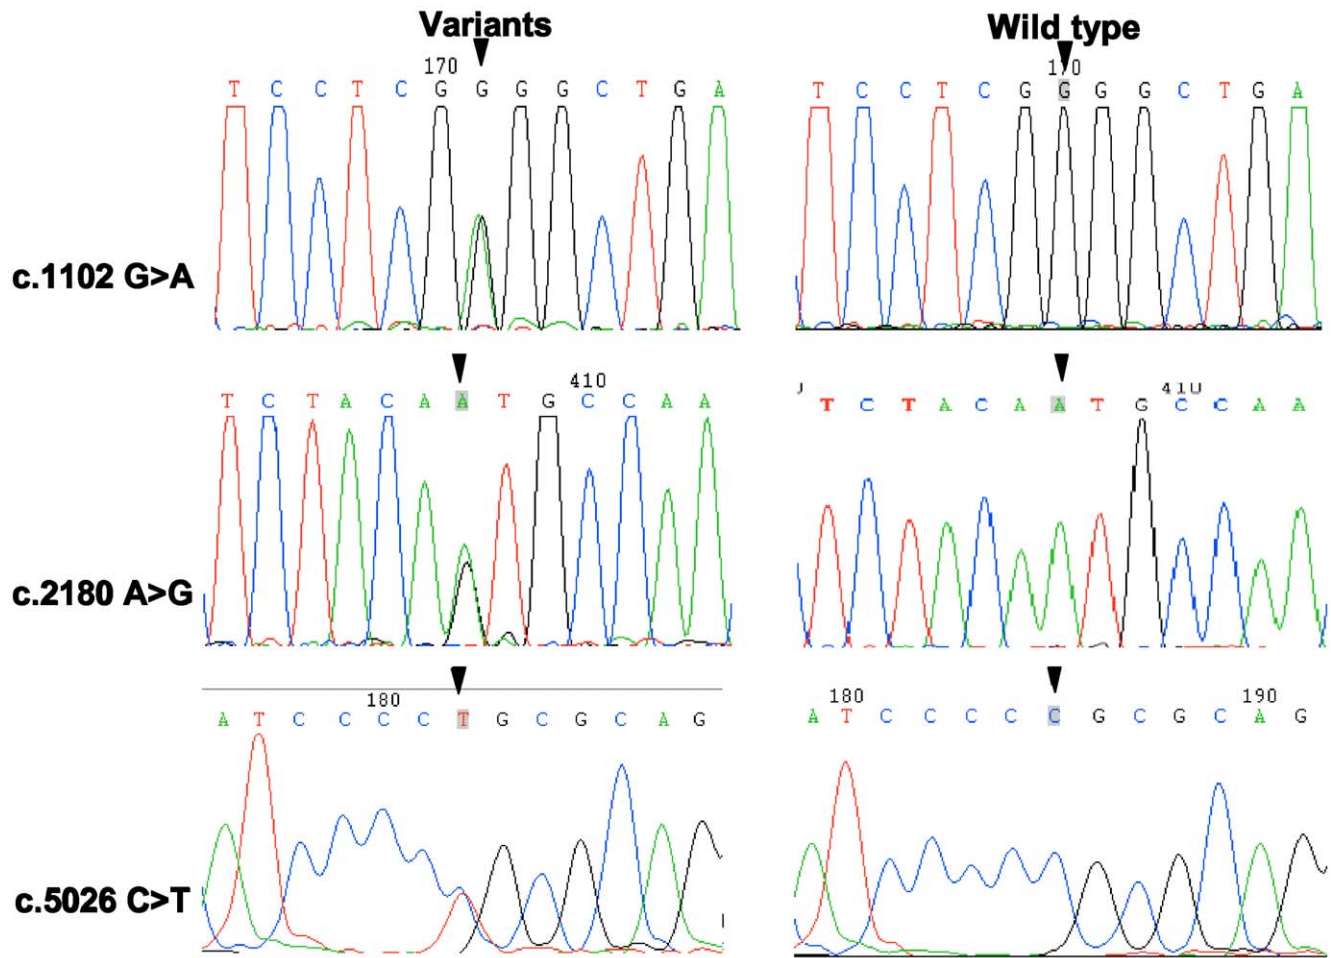 Variants
Wild type
170
170
T C C T C G G G G C T G A
T C C T C G G G G C T G A
c.1102 G>A
410
410
T C T A C A A T G C C A A
T C T A C A A T G C C A A
c.2180 A>G
180
180
190
A T C C C C T G C G C A G
A T C C C C C G C G C A G
c.5026 C>T